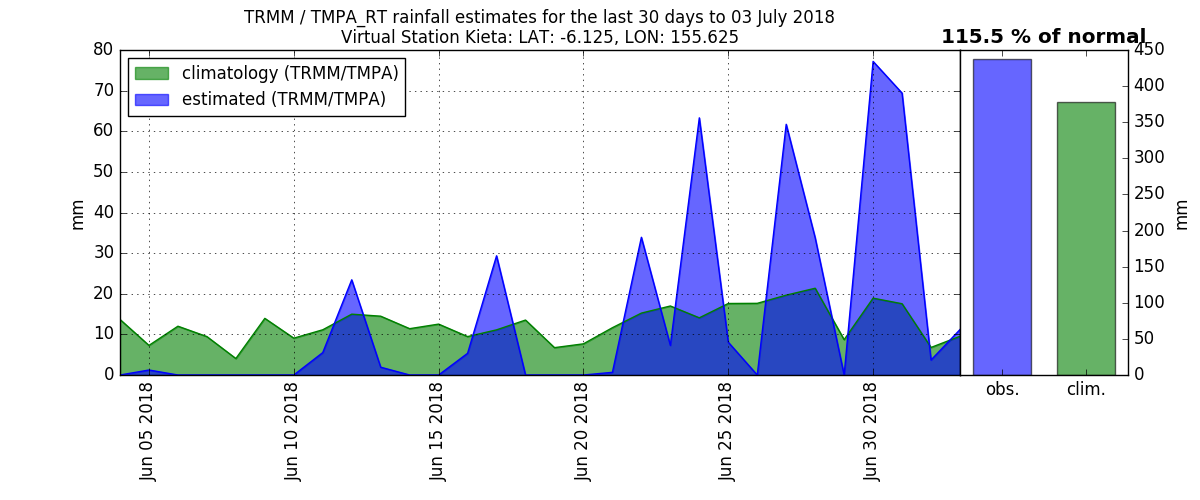 TRMM / TMPA_RT rainfall estimates for the last 30 days to 03 July 2018
Virtual Station Kieta: LAT: -6.125, LON: 155.625
115.5 % of normal
climatology (TRMM/TMPA)
estimated (TRMM/TMPA)
80
70
60
50
40
30
20
10
0
mm
Jun 05 2018
Jun 10 2018
Jun 15 2018
Jun 20 2018
Jun 25 2018
Jun 30 2018
450
400
350
300
250
200
150
100
50
0
mm
obs.
clim.